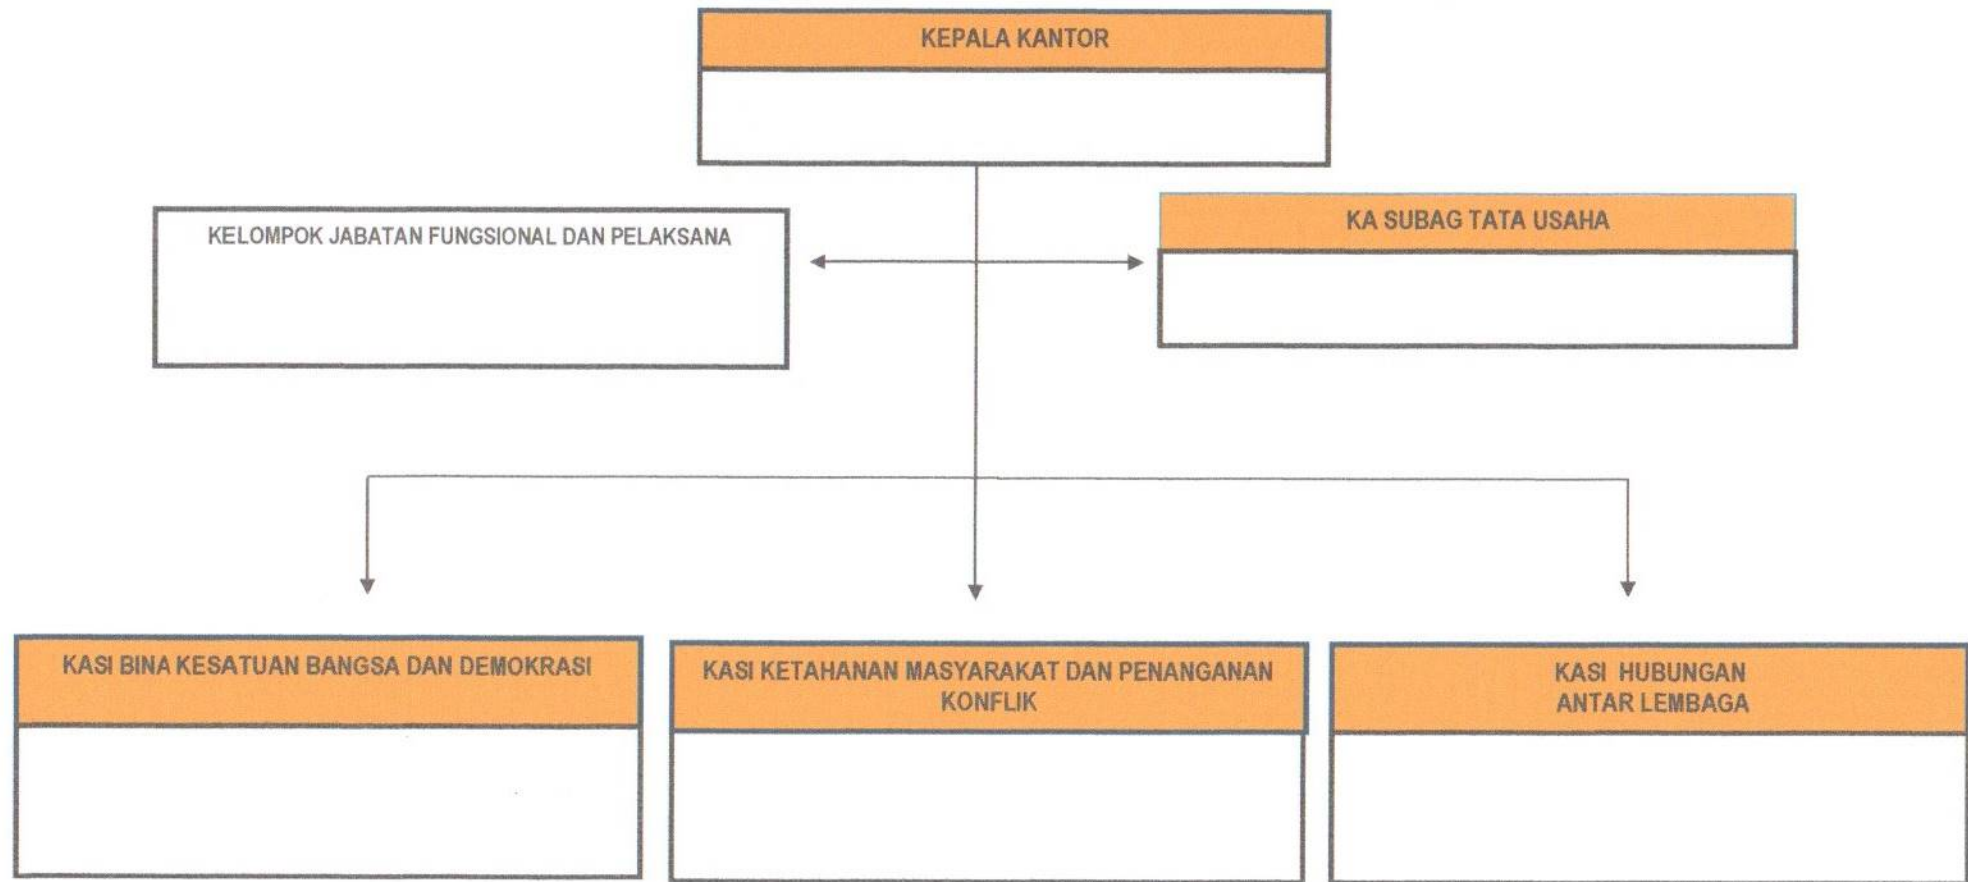 KEPALA KANTOR
KELOMPOK JABATAN FUNGSIONAL DAN PELAKSANA
KA SUBAG TATA USAHA
KASI BINA KESATUAN BANGSA DAN DEMOKRASI
KASI KETAHANAN MASYARAKAT DAN PENANGANAN
KONFLIK
KASI HUBUNGAN
ANTAR LEMBAGA